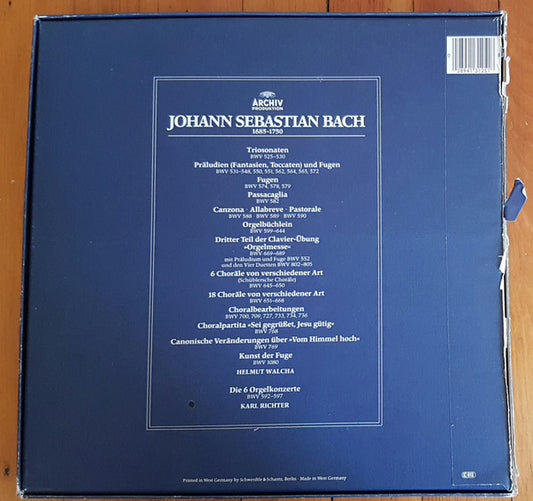 ARCHIV
PRODUKTION
JOHANN SEBASTIAN BACH
1685-1750
Triosonaten
BWV 525–530
Präludien (Fantasien, Toccaten) und Fugen
BWV 531–548, 550, 551, 562, 564, 565, 572
Fugen
BWV 574, 578, 579
Passacaglia
BWV 582
Canzona · Allabreve · Pastorale
BWV 588 · BWV 589 · BWV 590
Orgelbüchlein
BWV 599–644
Dritter Teil der Clavier-Übung
»Orgelmesse«
BWV 669–689
mit Präludium und Fuge BWV 552
und den Vier Duetten BWV 802–805
6 Choräle von verschiedener Art
(Schüblersche Choräle)
BWV 645–650
18 Choräle von verschiedener Art
BWV 651–668
Choralbearbeitungen
BWV 700, 709, 727, 733, 734, 736
Choralpartita »Sei gegrüßet, Jesu gütig«
BWV 768
Canonische Veränderungen über »Vom Himmel hoch«
BWV 769
Kunst der Fuge
BWV 1080
HELMUT WALCHA
Die 6 Orgelkonzerte
BWV 592–597
KARL RICHTER
Printed in West Germany by Schwerdtle & Schantz, Berlin · Made in West Germany